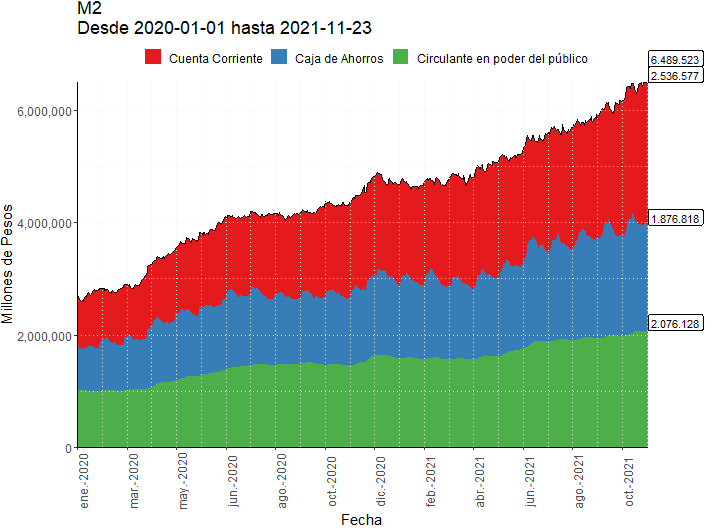 M2
Desde 2020-01-01 hasta 2021-11-23
Cuenta Corriente Caja de Ahorros Circulante en poder del público
6.489.523
2.536.577
6,000,000
1.876.818
4,000,000
2.076.128
2,000,000
0
Millones de Pesos
ene.-2020 mar.-2020 may.-2020 jun.-2020 ago.-2020 oct.-2020 dic.-2020 feb.-2021 abr.-2021 jun.-2021 ago.-2021 oct.-2021
Fecha